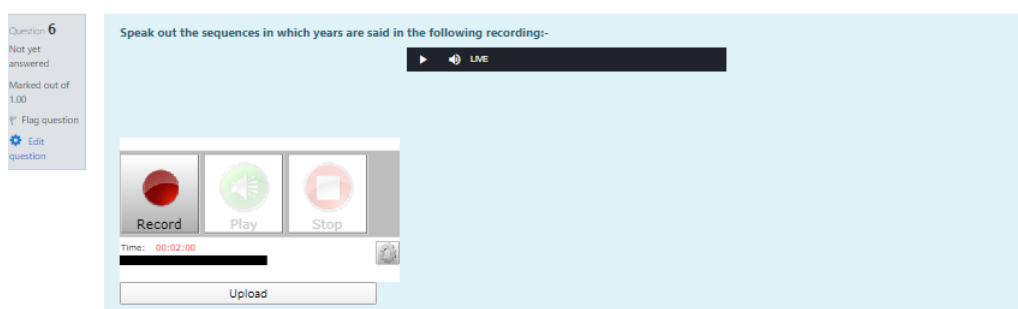 Question 6
Not yet
answered
Marked out of
1.00
Flag question
Edit
question
Speak out the sequences in which years are said in the following recording:-
LIVE
Record
Play
Stop
Time: 00:02:00
Upload